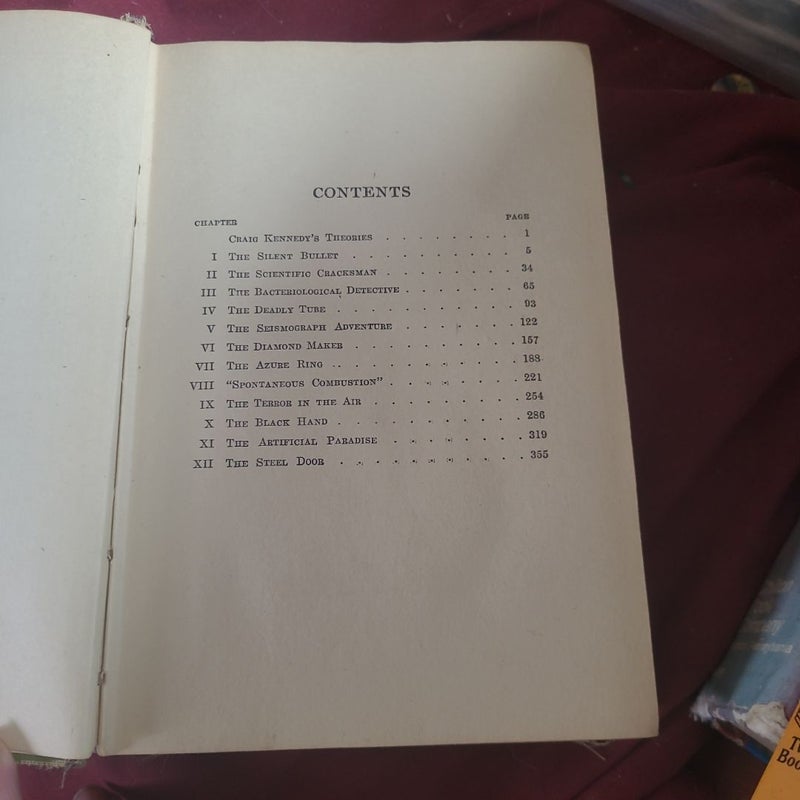 CONTENTS
CHAPTER PAGE
CRAIG KENNEDY'S THEORIES . . . . . . . . 1
I THE SILENT BULLET . . . . . . . . . . 5
II THE SCIENTIFIC CRACKSMAN . . . . . . . . 34
III THE BACTERIOLOGICAL DETECTIVE . . . . . . . 65
IV THE DEADLY TUBE . . . . . . . . . . 93
V THE SEISMOGRAPH ADVENTURE . . . . . . . 122
VI THE DIAMOND MAKER . . . . . . . . . 157
VII THE AZURE RING . . . . . . . . . . 188
VIII "SPONTANEOUS COMBUSTION" . . . . . . . . 221
IX THE TERROR IN THE AIR . . . . . . . . 254
X THE BLACK HAND . . . . . . . . . . 286
XI THE ARTIFICIAL PARADISE . . . . . . . 319
XII THE STEEL DOOR . . . . . . . . . . 355